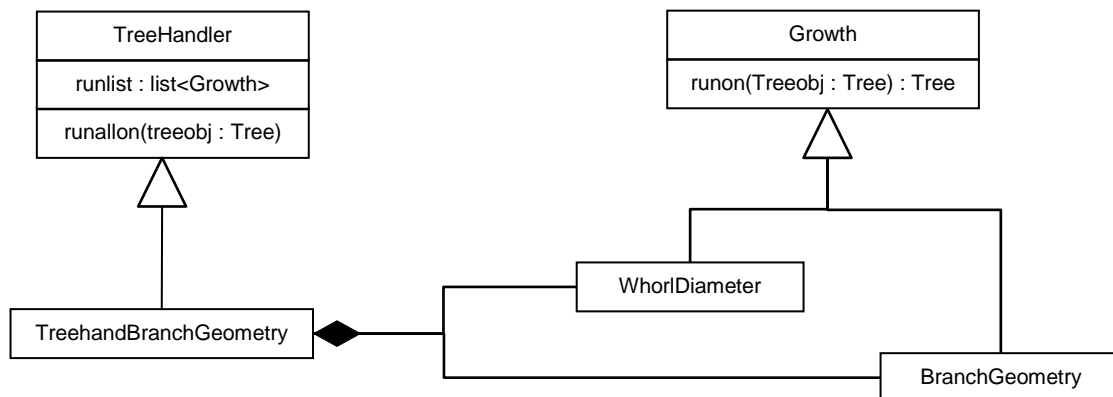 TreeHandler
runlist : list<Growth>
runallon(treeobj : Tree)
Growth
runon(Treeobj : Tree) : Tree
WhorlDiameter
TreehandBranchGeometry
BranchGeometry